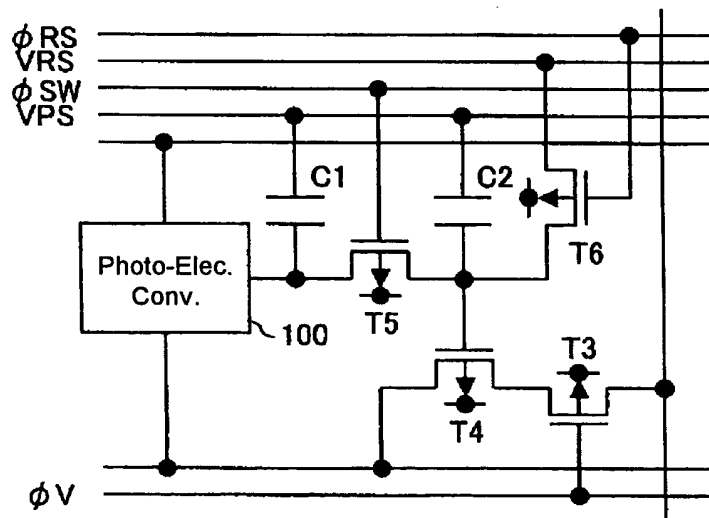 φRS
VRS
φSW
VPS
C1
C2
T6
Photo-Elec.
Conv.
100
T5
T3
T4
φV